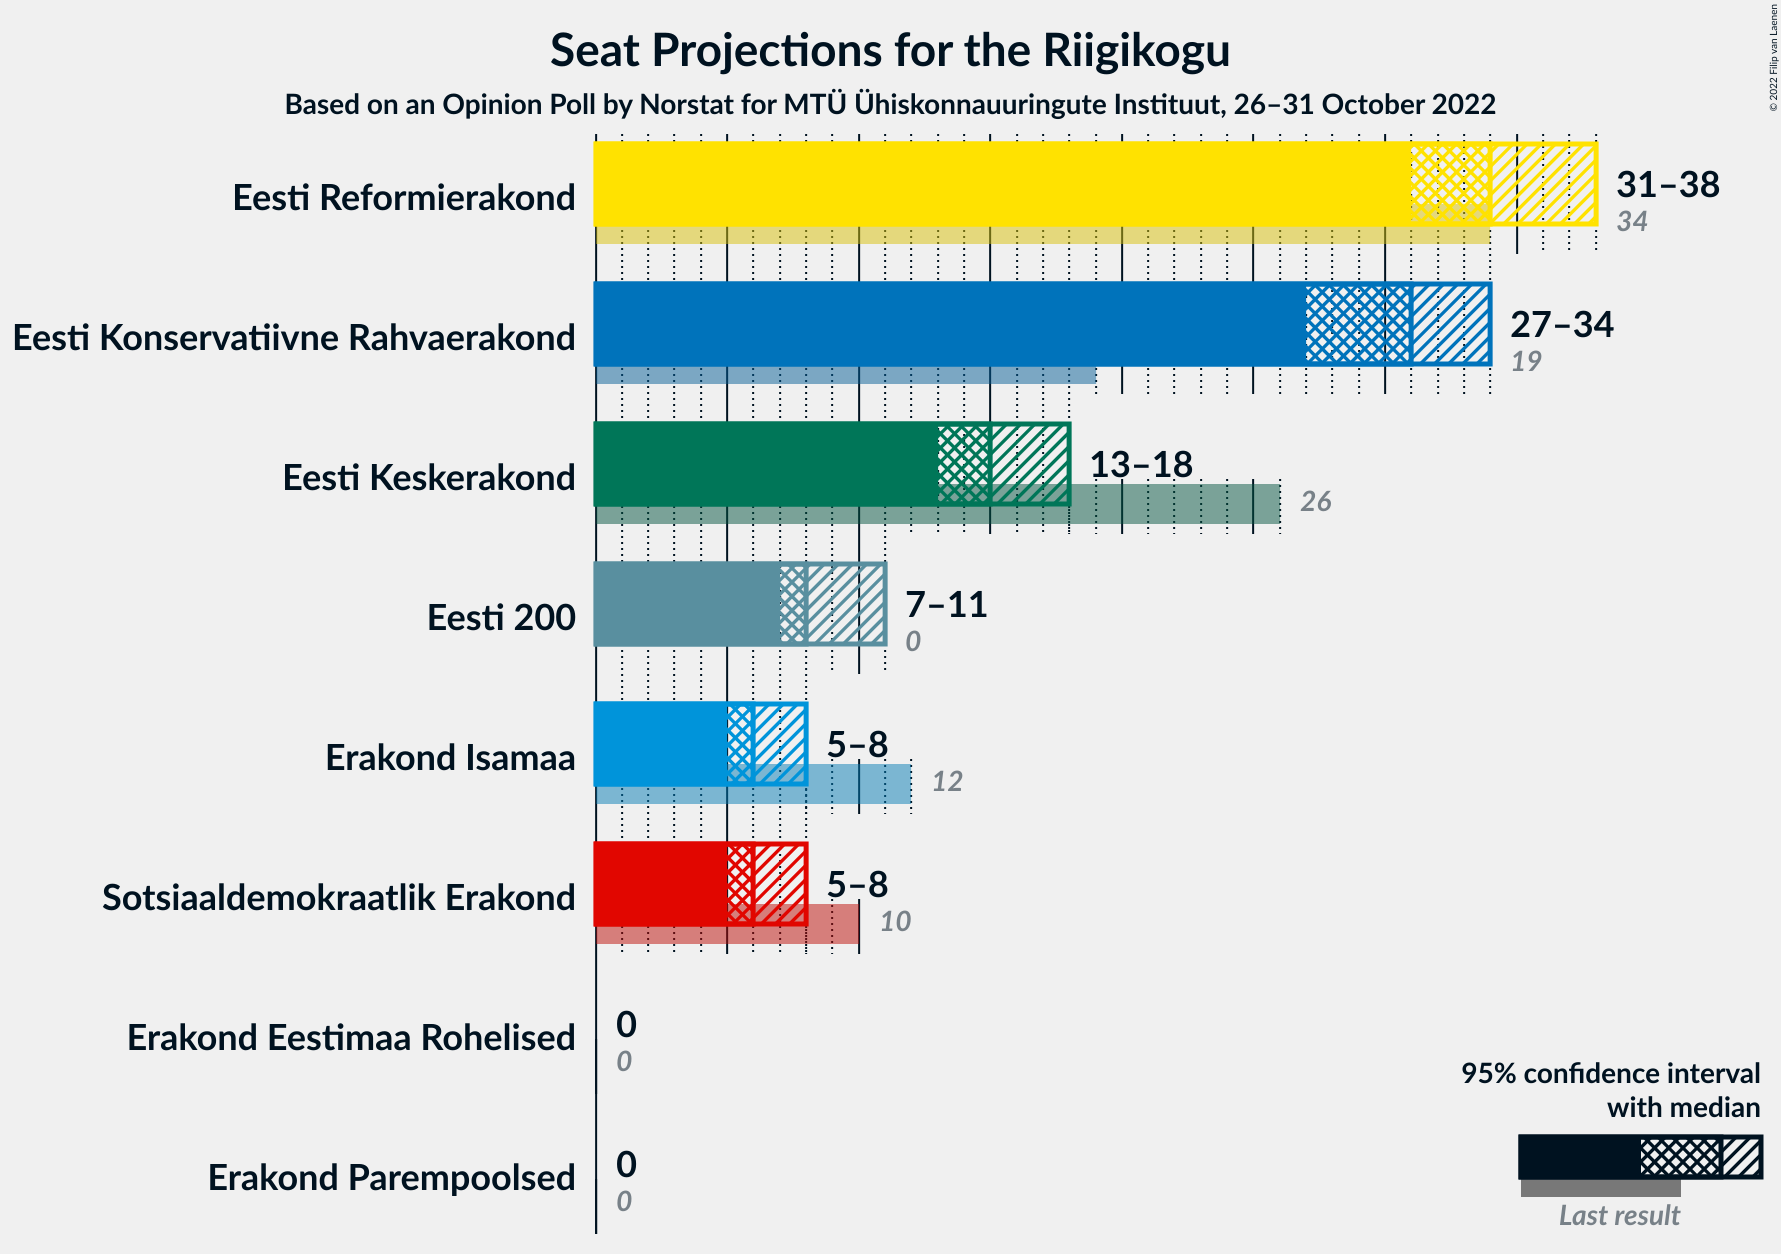 Seat Projections for the Riigikogu
Based on an Opinion Poll by Norstat for MTÜ Ühiskonnauuringute Instituut, 26–31 October 2022
© 2022 Filip van Laenen
Eesti Reformierakond
31–38
34
Eesti Konservatiivne Rahvaerakond
27–34
19
Eesti Keskerakond
13–18
26
Eesti 200
7–11
0
Erakond Isamaa
5–8
12
Sotsiaaldemokraatlik Erakond
5–8
10
Erakond Eestimaa Rohelised
0
0
Erakond Parempoolsed
0
0
95% confidence interval
with median
Last result